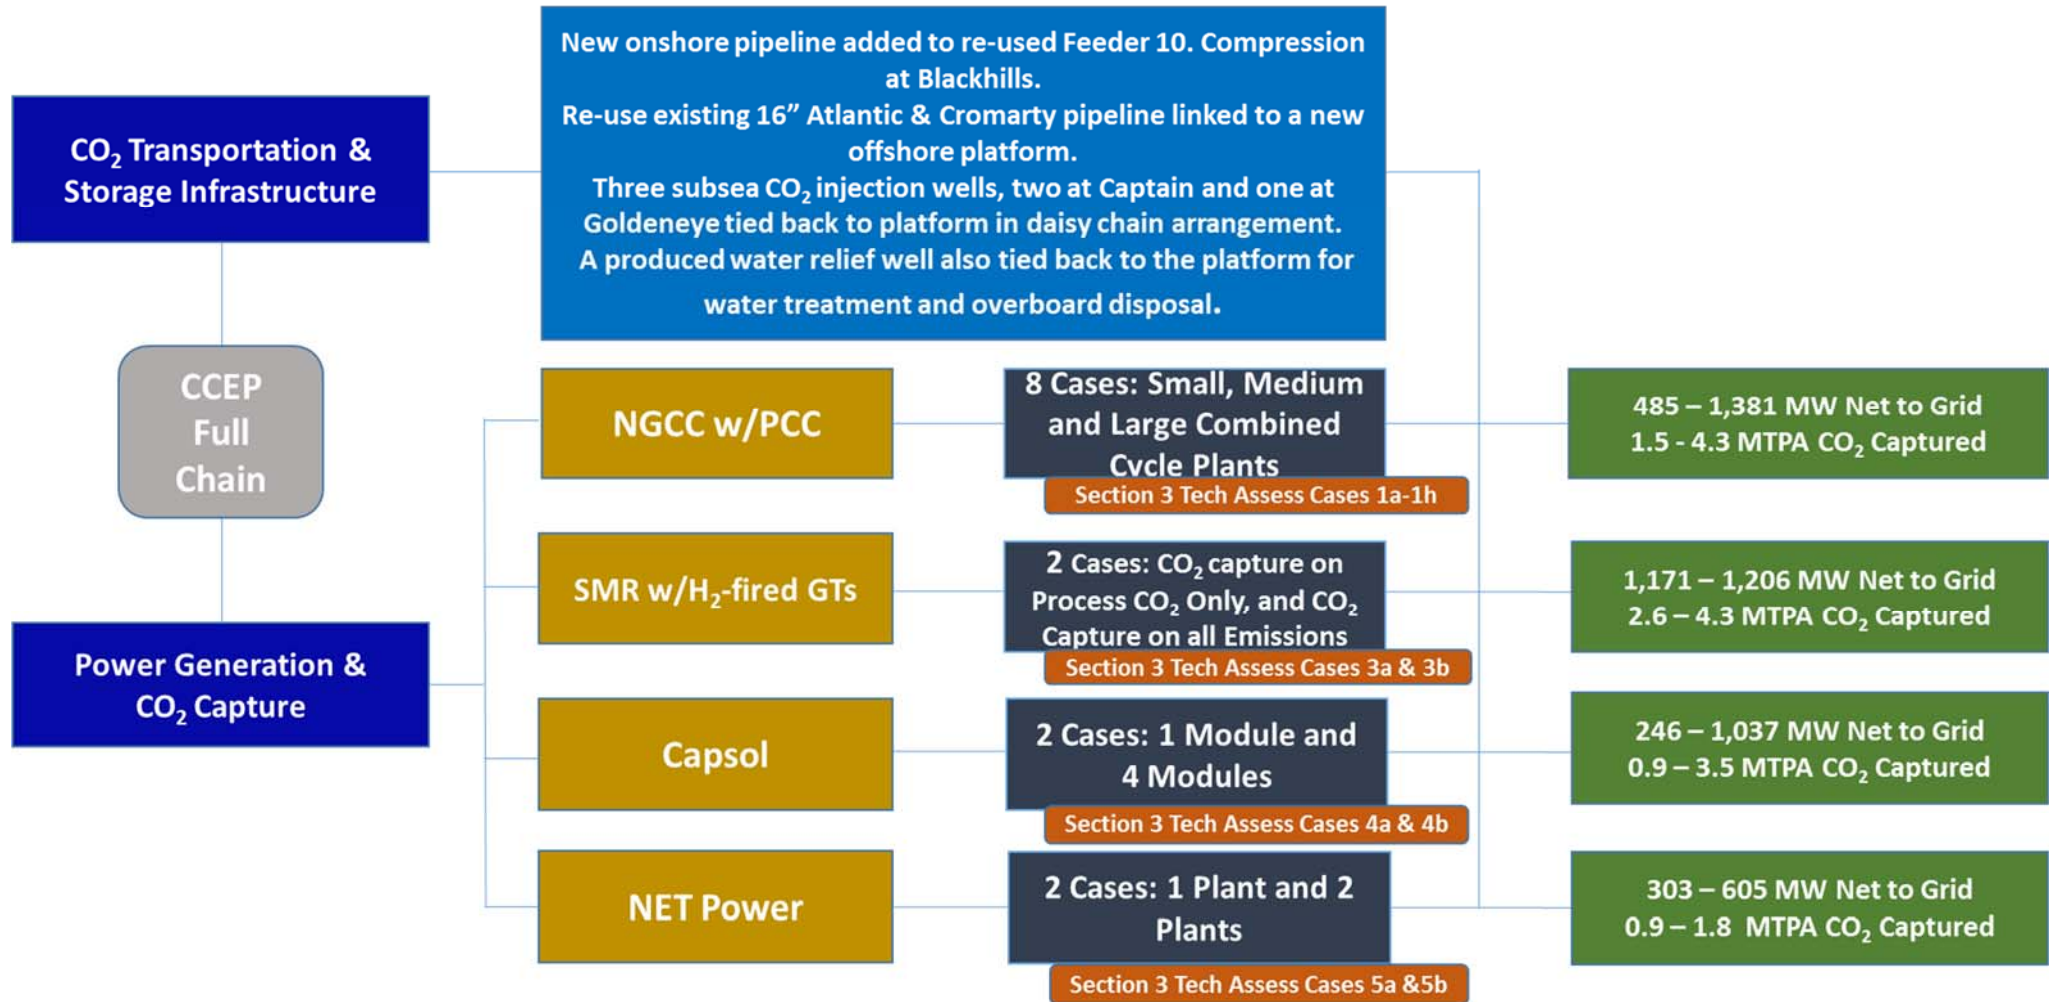 New onshore pipeline added to re-used Feeder 10. Compression
at Blackhills.
Re-use existing 16” Atlantic & Cromarty pipeline linked to a new
offshore platform.
Three subsea CO₂ injection wells, two at Captain and one at
Goldeneye tied back to platform in daisy chain arrangement.
A produced water relief well also tied back to the platform for
water treatment and overboard disposal.
CO₂ Transportation &
Storage Infrastructure
CCEP
Full
Chain
Power Generation &
CO₂ Capture
NGCC w/PCC
8 Cases: Small, Medium
and Large Combined
Cycle Plants
Section 3 Tech Assess Cases 1a-1h
485 – 1,381 MW Net to Grid
1.5 - 4.3 MTPA CO₂ Captured
SMR w/H₂-fired GTs
2 Cases: CO₂ capture on
Process CO₂ Only, and CO₂
Capture on all Emissions
Section 3 Tech Assess Cases 3a & 3b
1,171 – 1,206 MW Net to Grid
2.6 – 4.3 MTPA CO₂ Captured
Capsol
2 Cases: 1 Module and
4 Modules
Section 3 Tech Assess Cases 4a & 4b
246 – 1,037 MW Net to Grid
0.9 – 3.5 MTPA CO₂ Captured
NET Power
2 Cases: 1 Plant and 2
Plants
Section 3 Tech Assess Cases 5a &5b
303 – 605 MW Net to Grid
0.9 – 1.8 MTPA CO₂ Captured